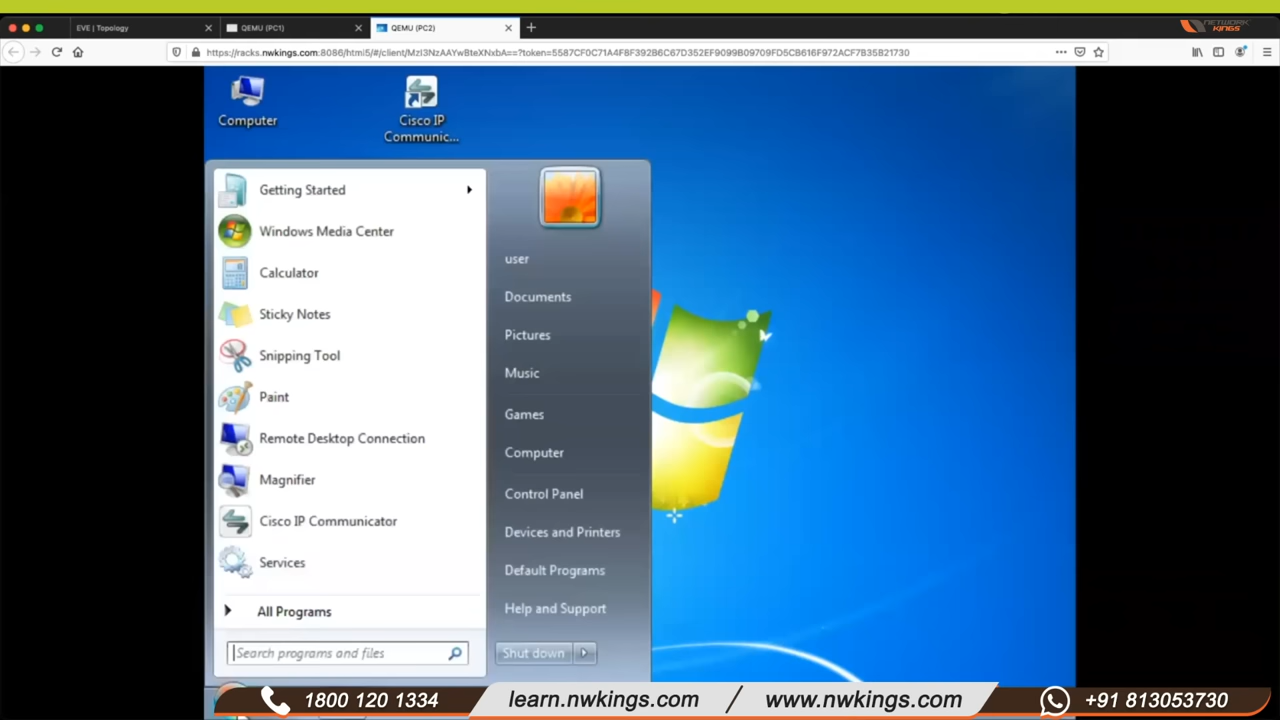 EVE | Topology
QEMU (PC1)
QEMU (PC2)
NETWORK
KINGS
https://racks.nwkings.com:8086/html5/#/client/MzI3NzAAYwBteXNxbA==?token=5587CF0C71A4F8F392B6C67D352EF9099B09709FD5CB616F972ACF7B35B21730
Computer
Cisco IP
Communic...
Getting Started
Windows Media Center
Calculator
Sticky Notes
Snipping Tool
Paint
Remote Desktop Connection
Magnifier
Cisco IP Communicator
Services
All Programs
Search programs and files
user
Documents
Pictures
Music
Games
Computer
Control Panel
Devices and Printers
Default Programs
Help and Support
Shut down
1800 120 1334
learn.nwkings.com / www.nwkings.com
+91 813053730